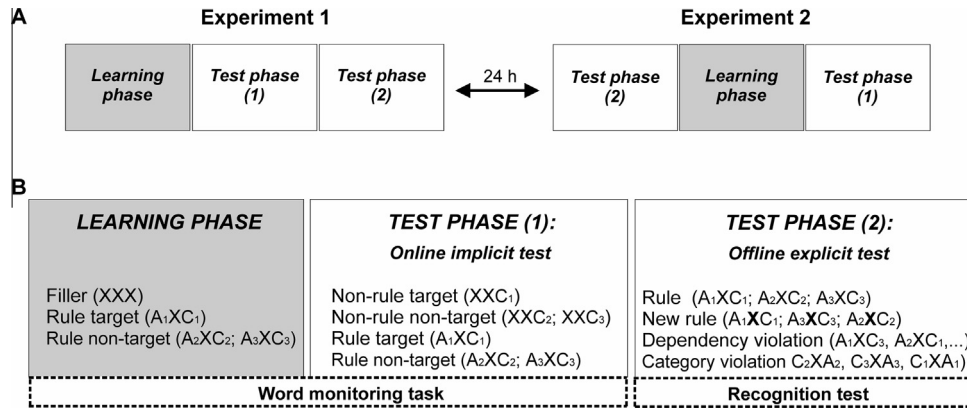 A
Experiment 1
Experiment 2
Learning phase
Test phase (1)
Test phase (2)
24 h
Test phase (2)
Learning phase
Test phase (1)
B
LEARNING PHASE
Filler (XXX)
Rule target (A₁XC₁)
Rule non-target (A₂XC₂; A₃XC₃)
TEST PHASE (1):
Online implicit test
Non-rule target (XXC₁)
Non-rule non-target (XXC₂; XXC₃)
Rule target (A₁XC₁)
Rule non-target (A₂XC₂; A₃XC₃)
TEST PHASE (2):
Offline explicit test
Rule (A₁XC₁; A₂XC₂; A₃XC₃)
New rule (A₁XC₁; A₃XC₃; A₂XC₂)
Dependency violation (A₁XC₃, A₂XC₁,...)
Category violation C₂XA₂, C₃XA₃, C₁XA₁)
Word monitoring task
Recognition test